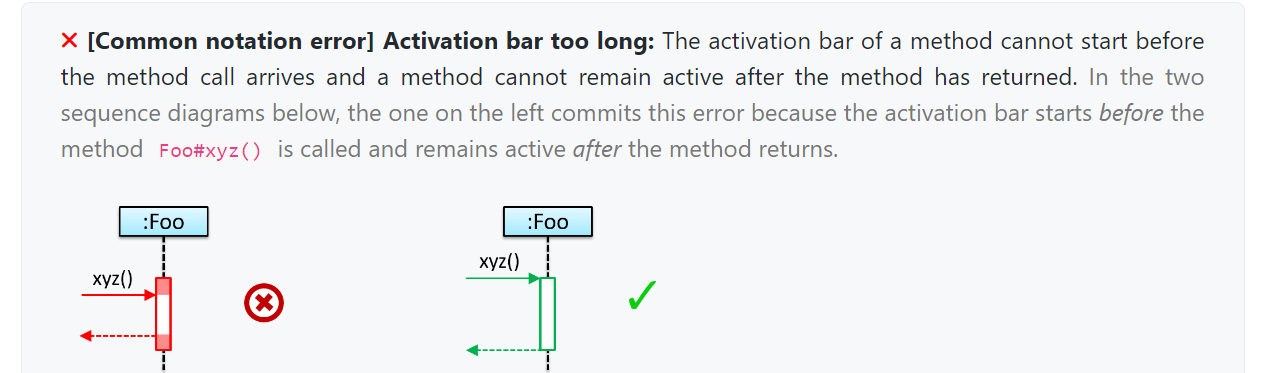 ✕ [Common notation error] Activation bar too long: The activation bar of a method cannot start before
the method call arrives and a method cannot remain active after the method has returned. In the two
sequence diagrams below, the one on the left commits this error because the activation bar starts before the
method Foo#xyz() is called and remains active after the method returns.
:Foo
:Foo
xyz()
xyz()